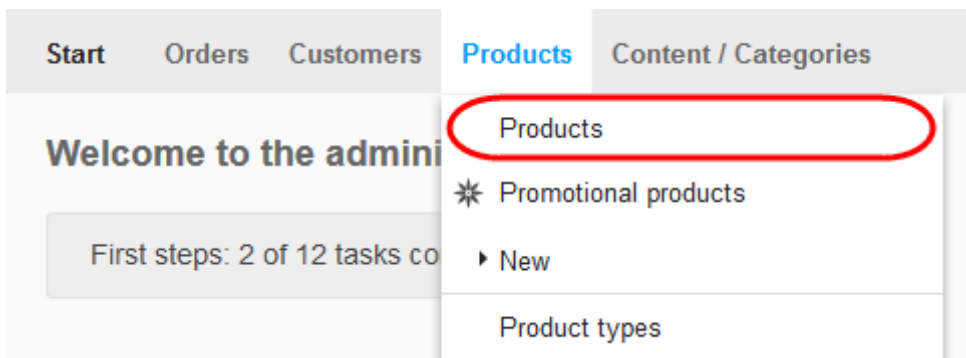 Start Orders Customers Products Content / Categories
Products
Welcome to the admini
Promotional products
First steps: 2 of 12 tasks co
New
Product types